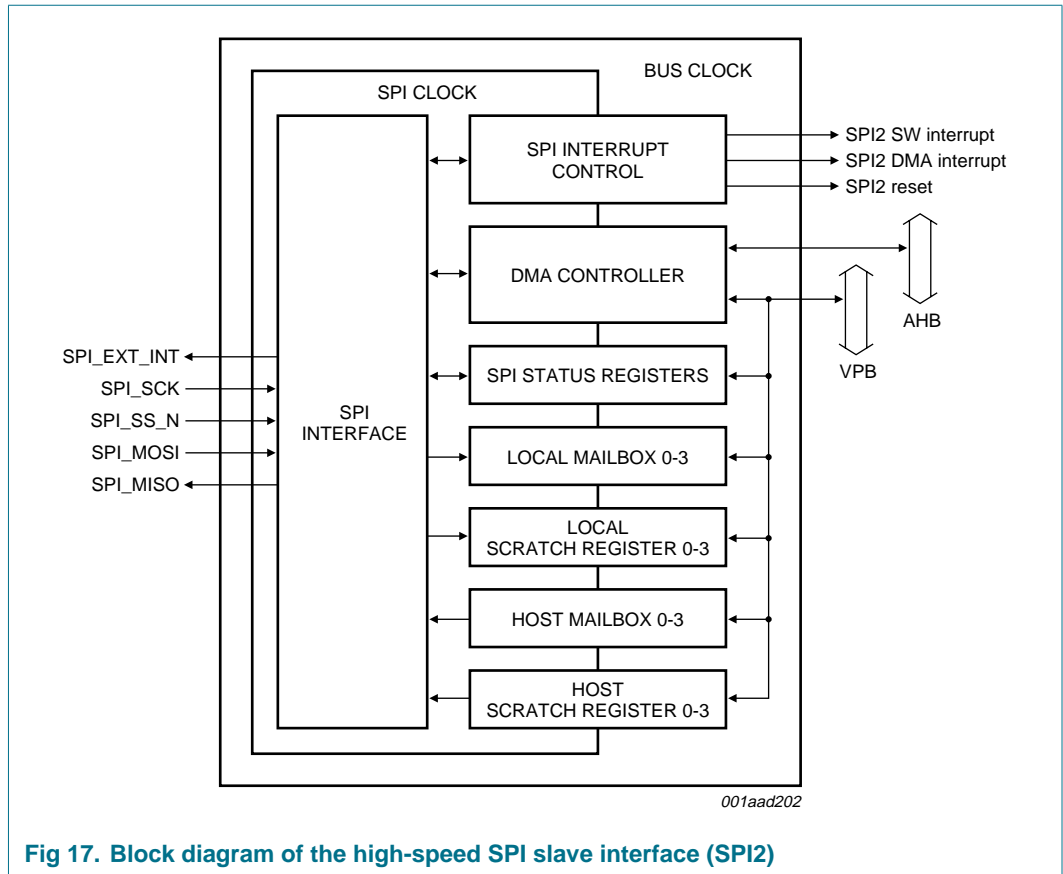 BUS CLOCK
SPI CLOCK
SPI INTERRUPT
CONTROL
SPI2 SW interrupt
SPI2 DMA interrupt
SPI2 reset
DMA CONTROLLER
AHB
VPB
SPI_EXT_INT
SPI_SCK
SPI_SS_N
SPI_MOSI
SPI_MISO
SPI
INTERFACE
SPI STATUS REGISTERS
LOCAL MAILBOX 0-3
LOCAL
SCRATCH REGISTER 0-3
HOST MAILBOX 0-3
HOST
SCRATCH REGISTER 0-3
001aad202
Fig 17. Block diagram of the high-speed SPI slave interface (SPI2)